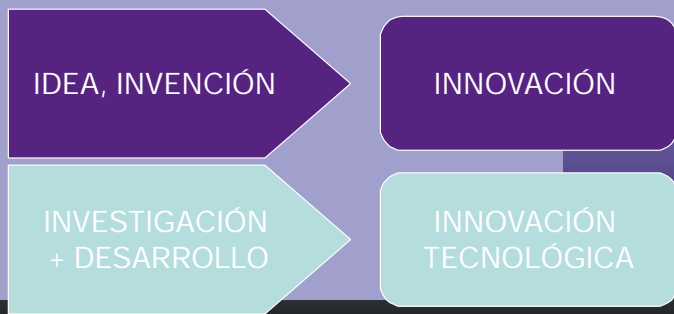 IDEA, INVENCIÓN
INNOVACIÓN
INVESTIGACIÓN
+ DESARROLLO
INNOVACIÓN
TECNOLÓGICA